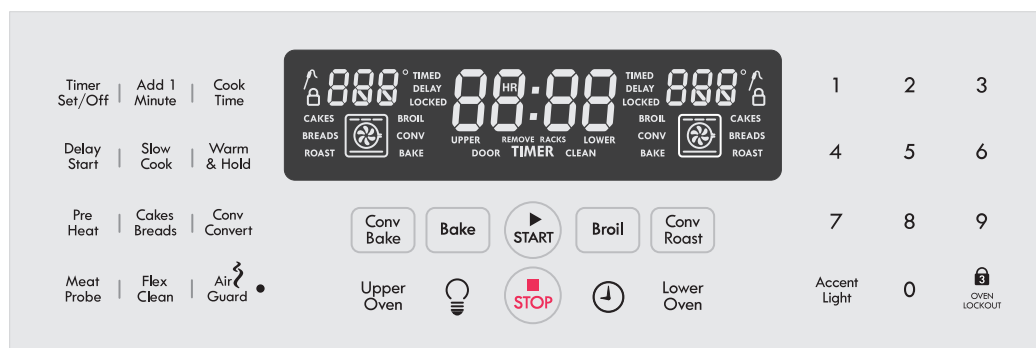 Timer
Set/Off
Add 1
Minute
Cook
Time
Delay
Start
Slow
Cook
Warm
& Hold
Pre
Heat
Cakes
Breads
Conv
Convert
Meat
Probe
Flex
Clean
Air
Guard
888°
TIMED
DELAY
LOCKED
CAKES
BREADS
ROAST
BROIL
CONV
BAKE
88:88
HR
UPPER
REMOVE RACKS
LOWER
DOOR
TIMER
CLEAN
TIMED
DELAY
LOCKED
888°
BROIL
CONV
BAKE
CAKES
BREADS
ROAST
Conv
Bake
Bake
START
Broil
Conv
Roast
Upper
Oven
STOP
Lower
Oven
1
2
3
4
5
6
7
8
9
Accent
Light
0
3
OVEN
LOCKOUT